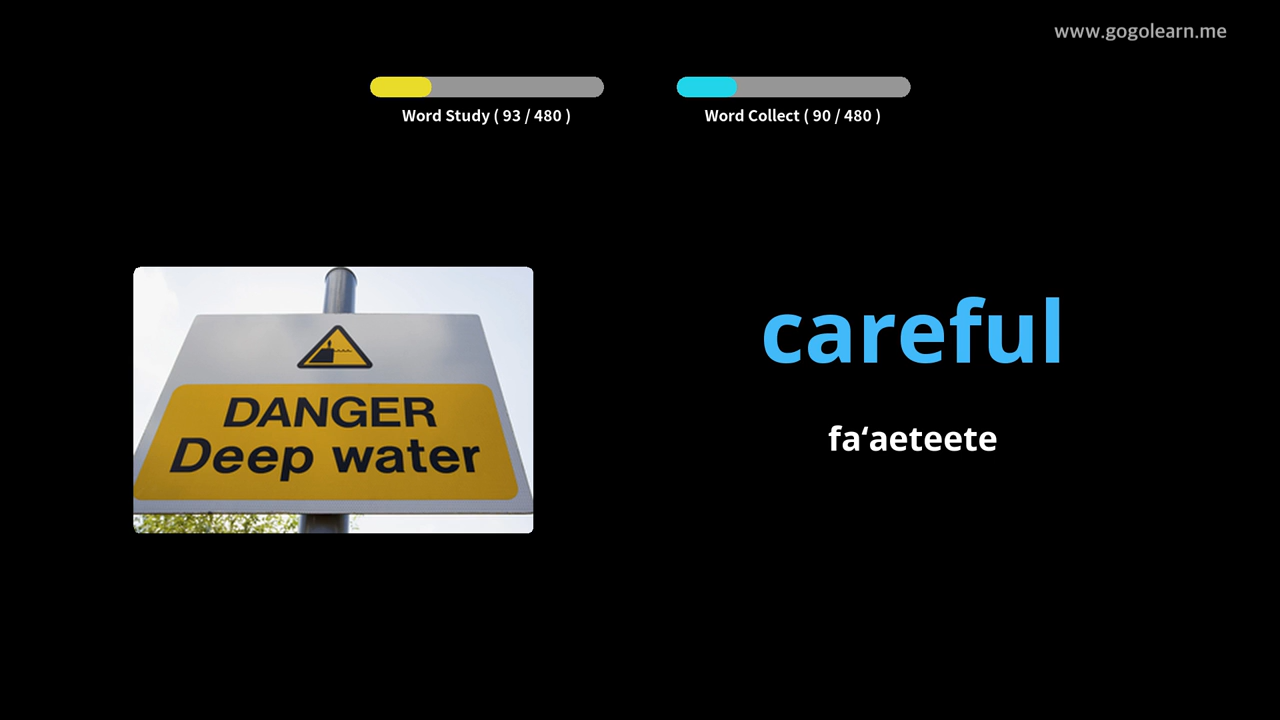 www.gogolearn.me
Word Study ( 93 / 480 )
Word Collect ( 90 / 480 )
DANGER
Deep water
careful
fa‘aeteete